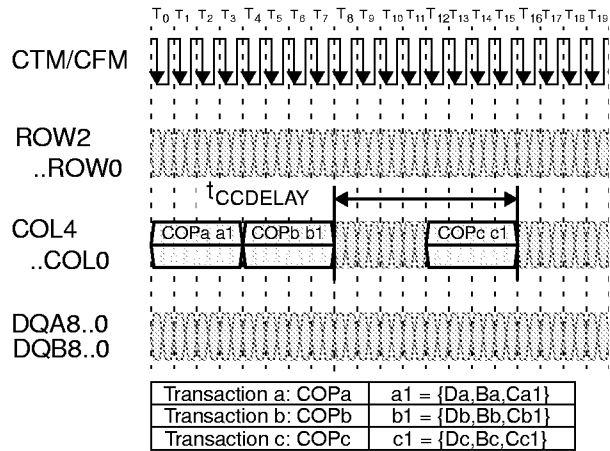 T0 T1 T2 T3 T4 T5 T6 T7 T8 T9 T10 T11 T12 T13 T14 T15 T16 T17 T18 T19
CTM/CFM
ROW2
..ROW0
tCCDELAY
COL4 COPa a1 COPb b1 COPc c1
..COL0
DQA8..0
DQB8..0
Transaction a: COPa a1 = {Da,Ba,Ca1}
Transaction b: COPb b1 = {Db,Bb,Cb1}
Transaction c: COPc c1 = {Dc,Bc,Cc1}